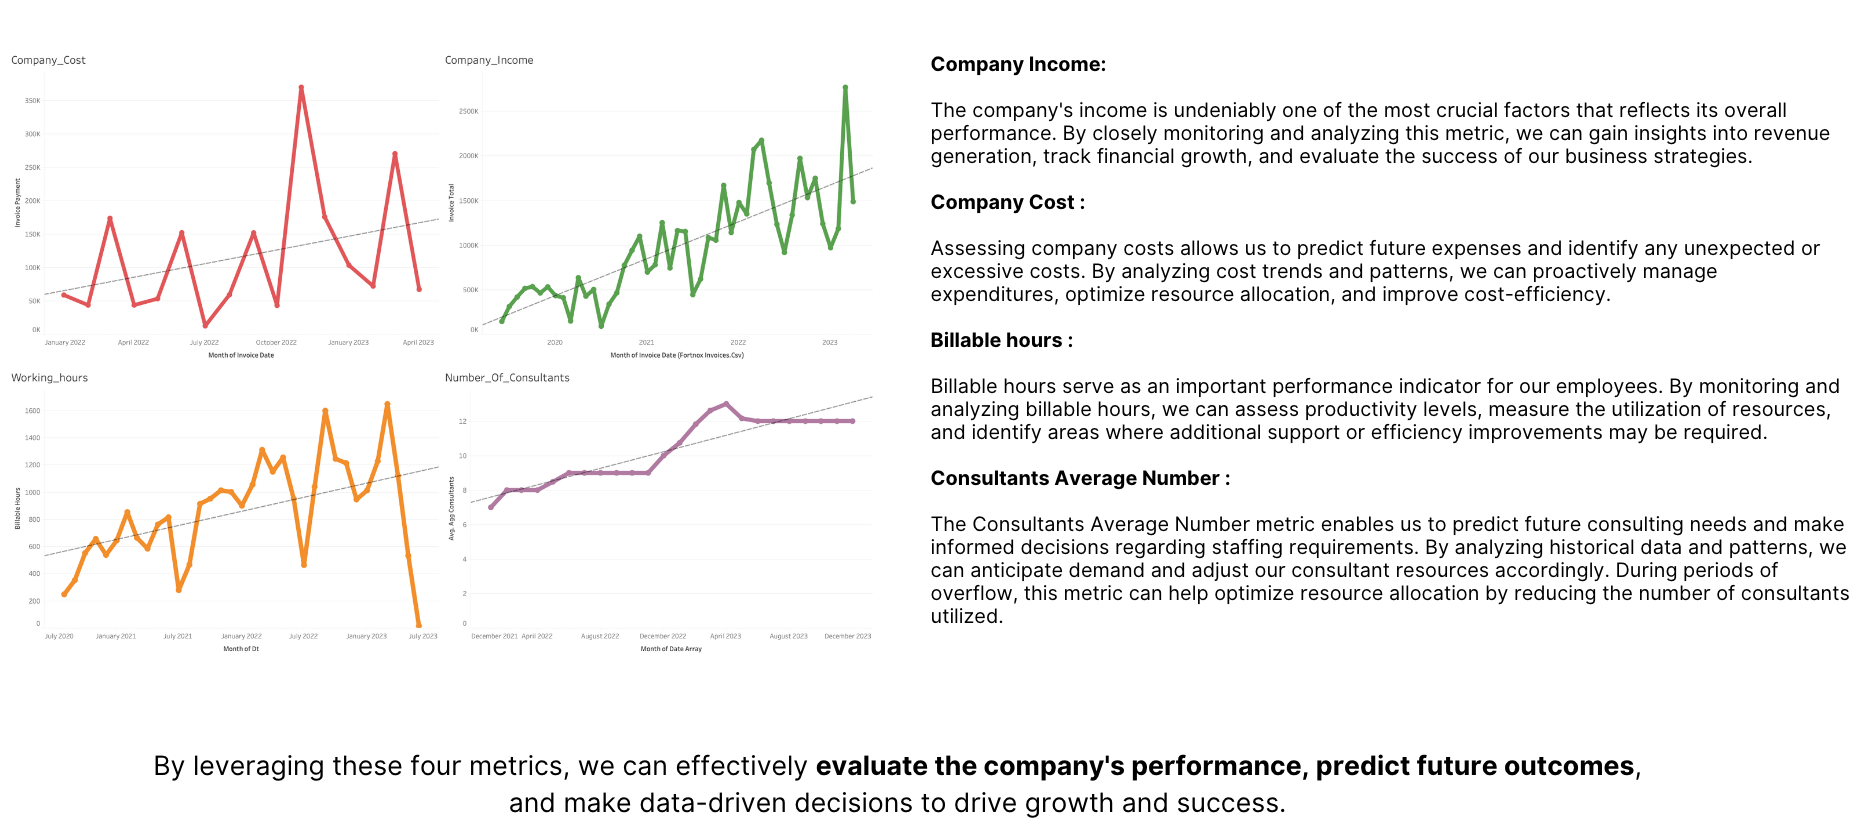 Company_Cost
350K
300K
250K
200K
150K
100K
50K
0K
Invoice Payment
January 2022
April 2022
July 2022
October 2022
January 2023
April 2023
Month of Invoice Date
Company_Income
2500K
2000K
1500K
1000K
500K
0K
Invoice Total
2020
2021
2022
2023
Month of Invoice Date (Fortnox Invoices.Csv)
Working_hours
1600
1400
1200
1000
800
600
400
200
0
Billable Hours
July 2020
January 2021
July 2021
January 2022
July 2022
January 2023
July 2023
Month of Dt
Number_Of_Consultants
12
10
8
6
4
2
0
Avg. Agg Consultants
December 2021
April 2022
August 2022
December 2022
April 2023
August 2023
December 2023
Month of Date Array
Company Income:
The company's income is undeniably one of the most crucial factors that reflects its overall
performance. By closely monitoring and analyzing this metric, we can gain insights into revenue
generation, track financial growth, and evaluate the success of our business strategies.
Company Cost :
Assessing company costs allows us to predict future expenses and identify any unexpected or
excessive costs. By analyzing cost trends and patterns, we can proactively manage
expenditures, optimize resource allocation, and improve cost-efficiency.
Billable hours :
Billable hours serve as an important performance indicator for our employees. By monitoring and
analyzing billable hours, we can assess productivity levels, measure the utilization of resources,
and identify areas where additional support or efficiency improvements may be required.
Consultants Average Number :
The Consultants Average Number metric enables us to predict future consulting needs and make
informed decisions regarding staffing requirements. By analyzing historical data and patterns, we
can anticipate demand and adjust our consultant resources accordingly. During periods of
overflow, this metric can help optimize resource allocation by reducing the number of consultants
utilized.
By leveraging these four metrics, we can effectively evaluate the company's performance, predict future outcomes,
and make data-driven decisions to drive growth and success.